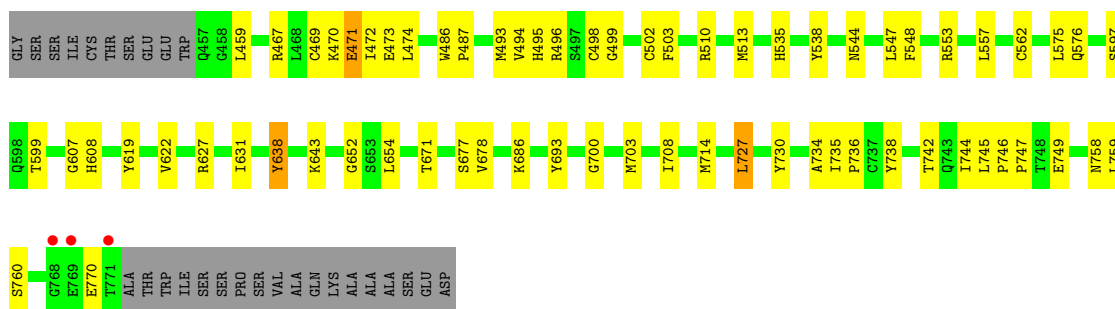 GLY SER SER ILE CYS THR SER GLU GLU TRP Q457 G458 L459 R467 L468 C469 K470 E471 I472 E473 L474 W486 P487 M493 V494 H495 R496 S497 C498 G499 C502 F503 R510 M513 H535 Y538 N544 L547 F548 R553 L557 C562 L575 Q576 S597
Q598 T599 G607 H608 Y619 V622 R627 I631 Y638 K643 G652 S653 L654 T671 S677 V678 K686 Y693 G700 M703 I708 M714 L727 Y730 A734 I735 P736 C737 Y738 T742 Q743 I744 L745 P746 P747 T748 E749 N758 L759
S760 G768 E769 E770 T771 ALA THR TRP ILE SER SER PRO SER VAL ALA GLN LYS ALA ALA ALA SER GLU ASP